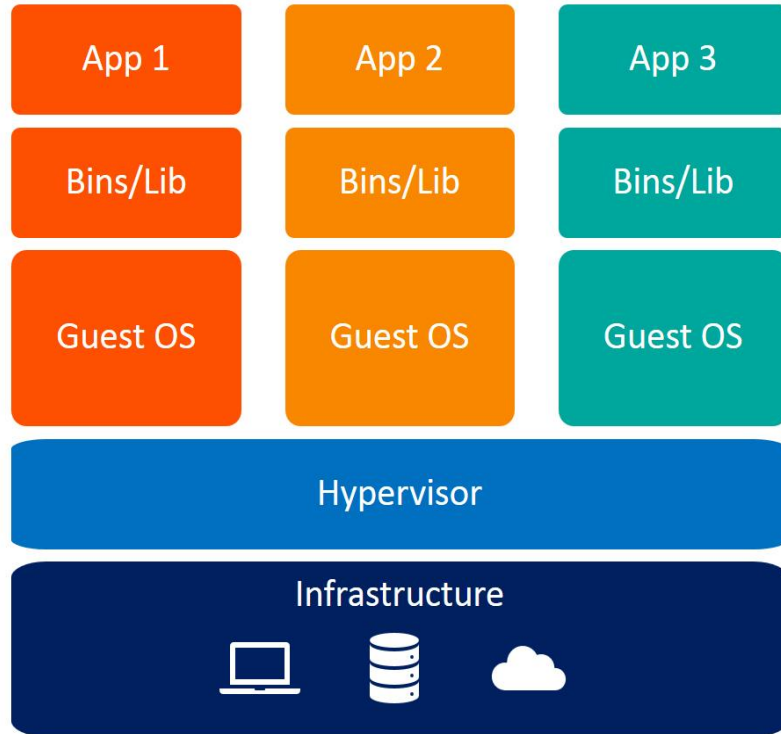 App 1
App 2
App 3
Bins/Lib
Bins/Lib
Bins/Lib
Guest OS
Guest OS
Guest OS
Hypervisor
Infrastructure